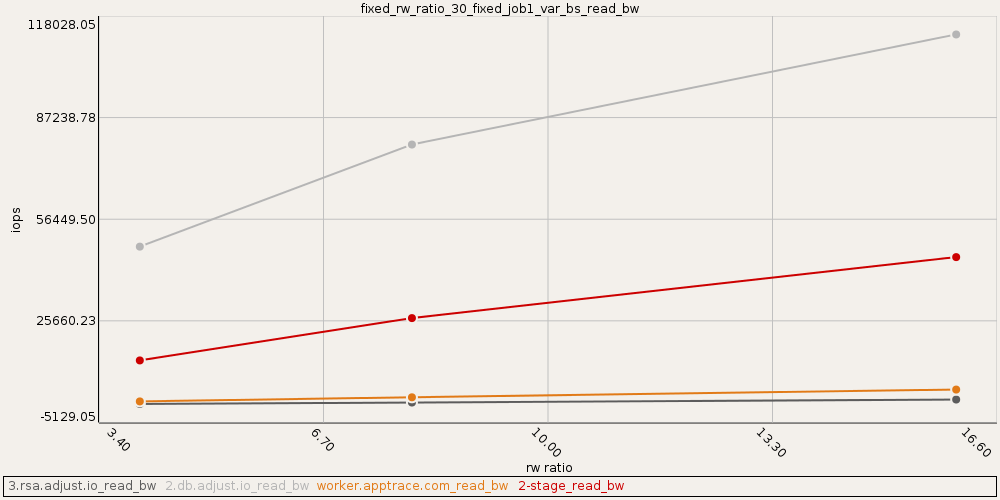 fixed_rw_ratio_30_fixed_job1_var_bs_read_bw
118028.05
87238.78
56449.50
25660.23
-5129.05
iops
3.40
6.70
10.00
13.30
16.60
rw ratio
3.rsa.adjust.io_read_bw 2.db.adjust.io_read_bw worker.apptrace.com_read_bw 2-stage_read_bw